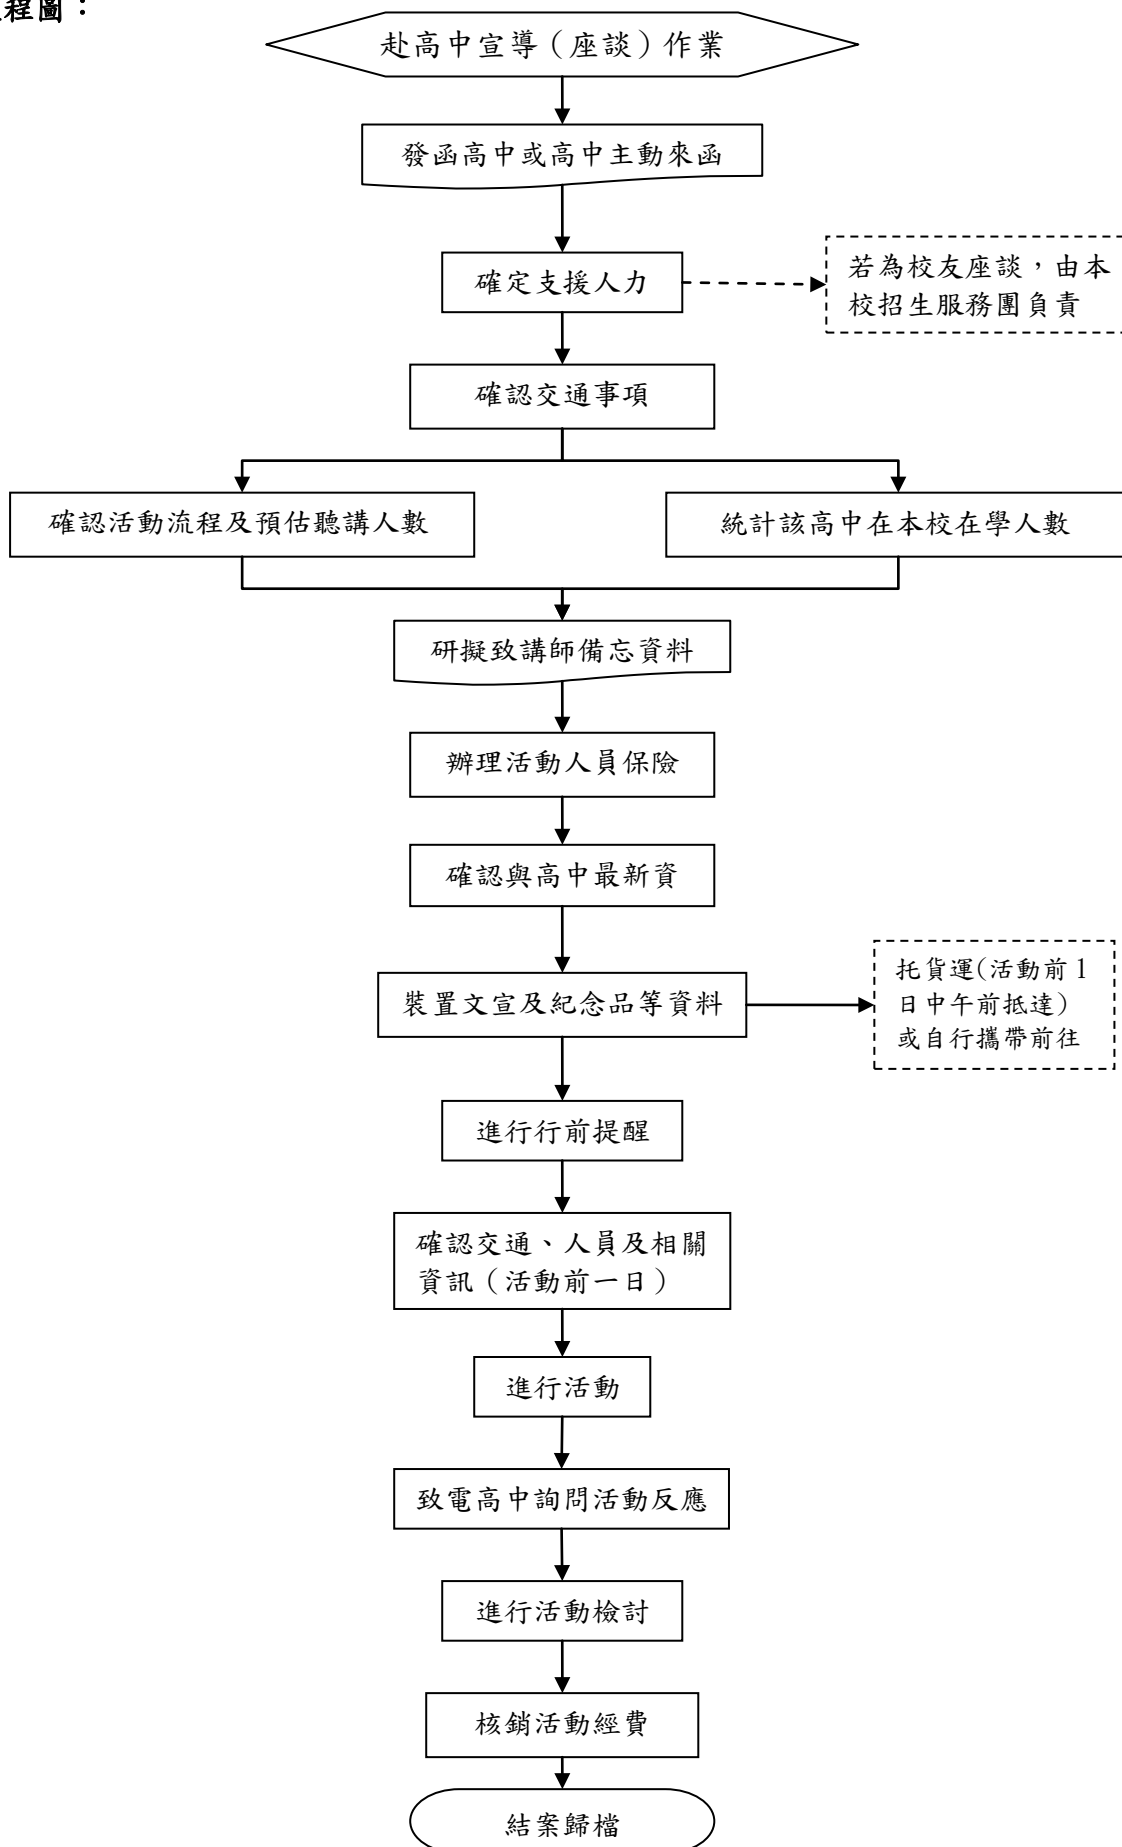 程圖：
赴高中宣導（座談）作業
發函高中或高中主動來函
確定支援人力
若為校友座談，由本
校招生服務團負責
確認交通事項
確認活動流程及預估聽講人數
統計該高中在本校在學人數
研擬致講師備忘資料
辦理活動人員保險
確認與高中最新資
裝置文宣及紀念品等資料
托貨運(活動前1
日中午前抵達)
或自行攜帶前往
進行行前提醒
確認交通、人員及相關
資訊（活動前一日）
進行活動
致電高中詢問活動反應
進行活動檢討
核銷活動經費
結案歸檔